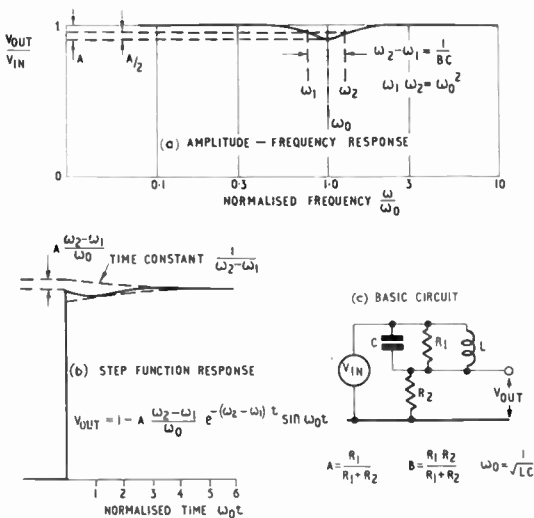 V_OUT / V_IN
1
1
A
A/2
ω₂ − ω₁ = 1/BC
ω₁
ω₂
ω₁ ω₂ = ω₀²
ω₀
(a) AMPLITUDE — FREQUENCY RESPONSE
0
0.1
0.3
1.0
3
10
NORMALISED FREQUENCY ω/ω₀
A (ω₂−ω₁)/ω₀
TIME CONSTANT 1/(ω₂−ω₁)
(b) STEP FUNCTION RESPONSE
V_OUT = 1 − A (ω₂−ω₁)/ω₀ e^−(ω₂−ω₁)t sin ω₀t
1 2 3 4 5 6
NORMALISED TIME ω₀t
(c) BASIC CIRCUIT
C
R₁
L
V_IN
R₂
V_OUT
A = R₁/(R₁+R₂) B = R₁R₂/(R₁+R₂) ω₀ = 1/√LC